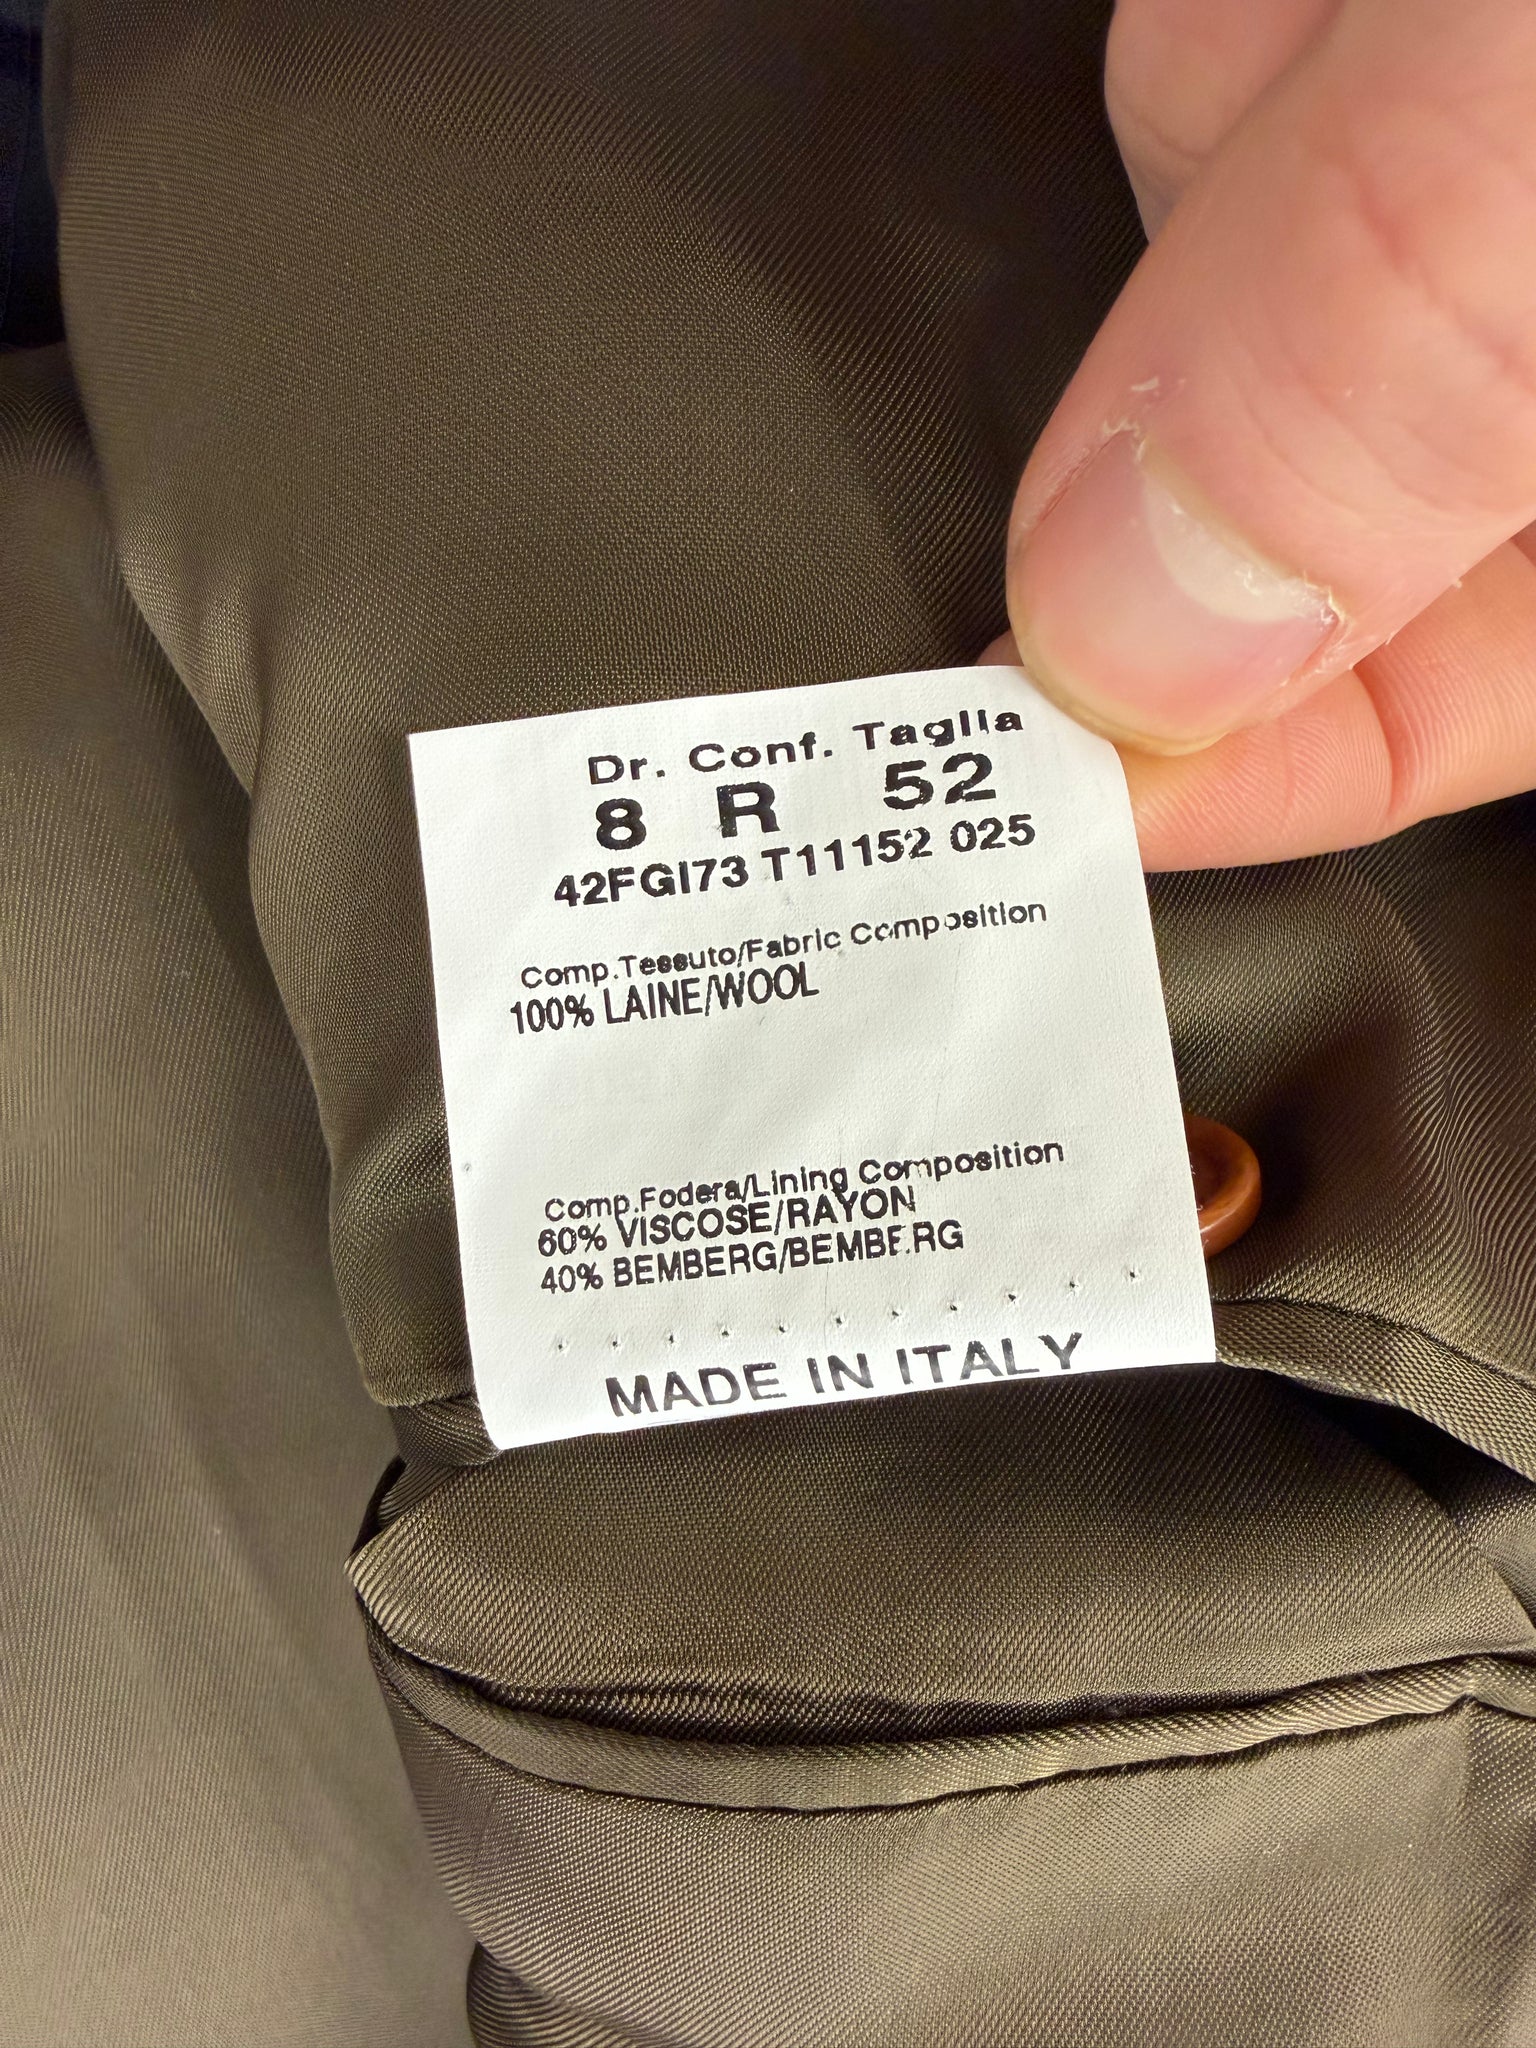 Dr. Conf. Taglia
8 R 52
42FGI73 T11152 025
Comp.Tessuto/Fabric Composition
100% LAINE/WOOL
Comp.Fodera/Lining Composition
60% VISCOSE/RAYON
40% BEMBERG/BEMBERG
MADE IN ITALY